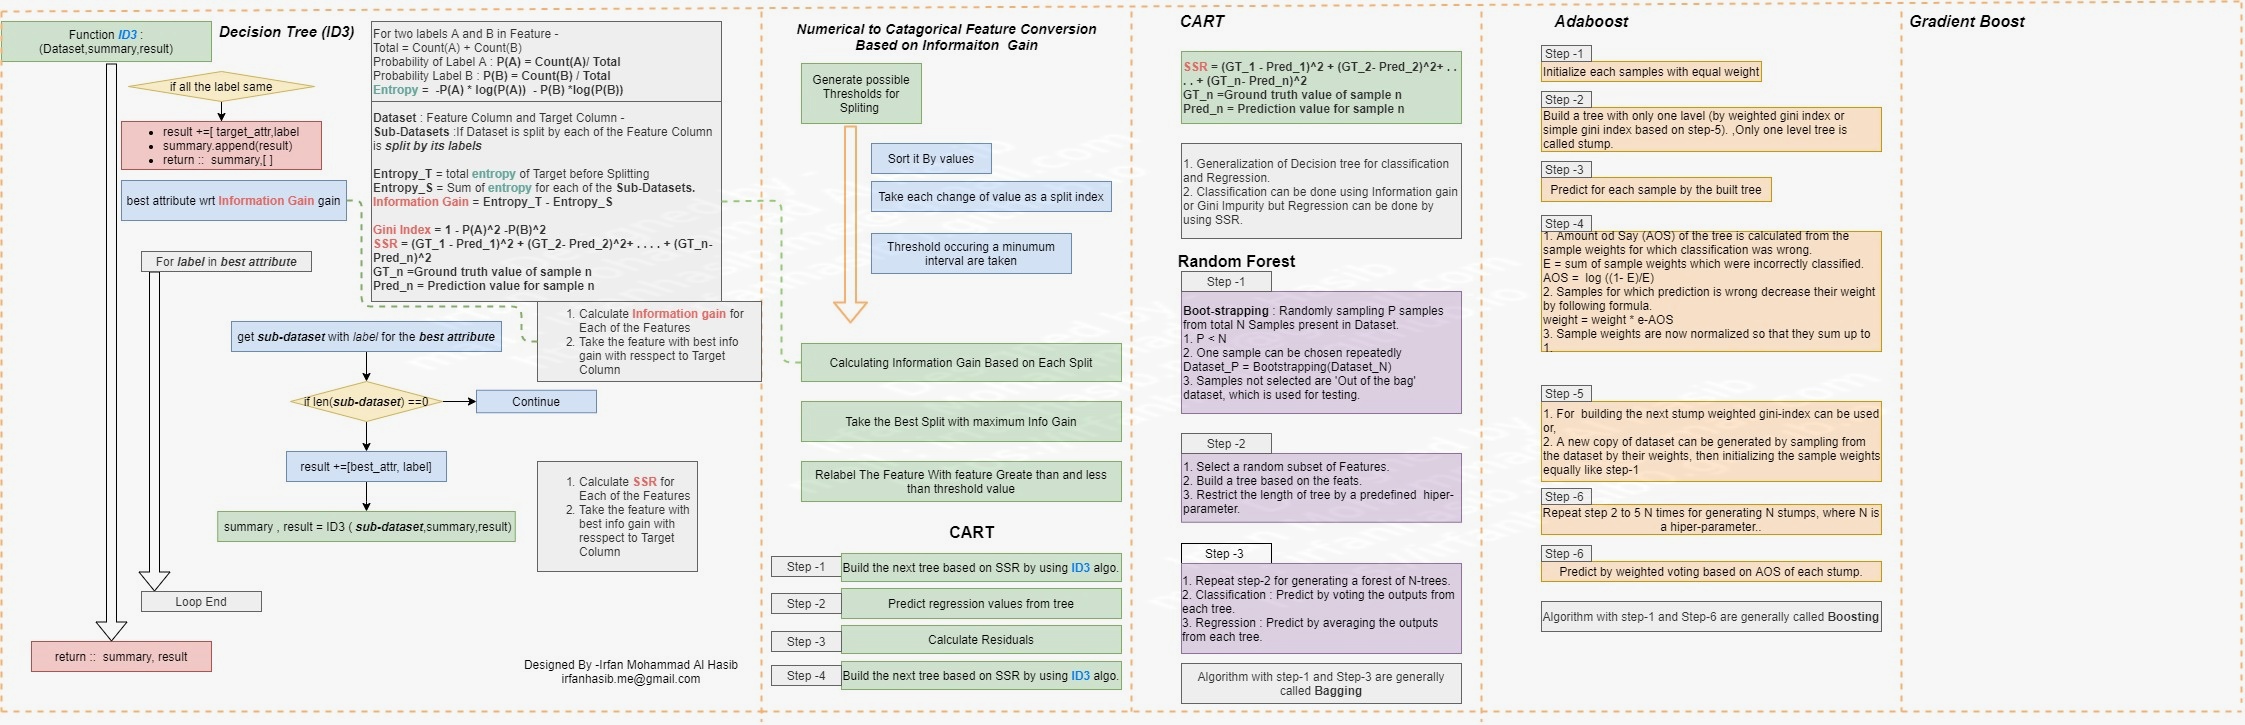 Function ID3 :
(Dataset,summary,result)
Decision Tree (ID3)
if all the label same
result +=[ target_attr,label
summary.append(result)
return ::  summary,[ ]
best attribute wrt Information Gain gain
For label in best attribute
get sub-dataset with label for the best attribute
if len(sub-dataset) ==0
Continue
result +=[best_attr, label]
summary , result = ID3 ( sub-dataset,summary,result)
Loop End
return ::  summary, result
For two labels A and B in Feature -
Total = Count(A) + Count(B)
Probability of Label A : P(A) = Count(A)/ Total
Probability Label B : P(B) = Count(B) / Total
Entropy =  -P(A) * log(P(A))  - P(B) *log(P(B))
Dataset : Feature Column and Target Column -
Sub-Datasets :If Dataset is split by each of the Feature Column
is split by its labels
Entropy_T = total entropy of Target before Splitting
Entropy_S = Sum of entropy for each of the Sub-Datasets.
Information Gain = Entropy_T - Entropy_S
Gini Index = 1 - P(A)^2 -P(B)^2
SSR = (GT_1 - Pred_1)^2 + (GT_2- Pred_2)^2+ . . . . + (GT_n-
Pred_n)^2
GT_n =Ground truth value of sample n
Pred_n = Prediction value for sample n
1. Calculate Information gain for
Each of the Features
2. Take the feature with best info
gain with resspect to Target
Column
1. Calculate SSR for
Each of the Features
2. Take the feature with
best info gain with
resspect to Target
Column
Designed By -Irfan Mohammad Al Hasib
irfanhasib.me@gmail.com
Numerical to Catagorical Feature Conversion
Based on Informaiton  Gain
Generate possible
Thresholds for
Spliting
Sort it By values
Take each change of value as a split index
Threshold occuring a minumum
interval are taken
Calculating Information Gain Based on Each Split
Take the Best Split with maximum Info Gain
Relabel The Feature With feature Greate than and less
than threshold value
CART
Step -1
Build the next tree based on SSR by using ID3 algo.
Step -2
Predict regression values from tree
Step -3
Calculate Residuals
Step -4
Build the next tree based on SSR by using ID3 algo.
CART
SSR = (GT_1 - Pred_1)^2 + (GT_2- Pred_2)^2+ . .
. . + (GT_n- Pred_n)^2
GT_n =Ground truth value of sample n
Pred_n = Prediction value for sample n
1. Generalization of Decision tree for classification
and Regression.
2. Classification can be done using Information gain
or Gini Impurity but Regression can be done by
using SSR.
Random Forest
Step -1
Boot-strapping : Randomly sampling P samples
from total N Samples present in Dataset.
1. P < N
2. One sample can be chosen repeatedly
Dataset_P = Bootstrapping(Dataset_N)
3. Samples not selected are 'Out of the bag'
dataset, which is used for testing.
Step -2
1. Select a random subset of Features.
2. Build a tree based on the feats.
3. Restrict the length of tree by a predefined  hiper-
parameter.
Step -3
1. Repeat step-2 for generating a forest of N-trees.
2. Classification : Predict by voting the outputs from
each tree.
3. Regression : Predict by averaging the outputs
from each tree.
Algorithm with step-1 and Step-3 are generally
called Bagging
Adaboost
Step -1
Initialize each samples with equal weight
Step -2
Build a tree with only one lavel (by weighted gini index or
simple gini index based on step-5). ,Only one level tree is
called stump.
Step -3
Predict for each sample by the built tree
Step -4
1. Amount od Say (AOS) of the tree is calculated from the
sample weights for which classification was wrong.
E = sum of sample weights which were incorrectly classified.
AOS =  log ((1- E)/E)
2. Samples for which prediction is wrong decrease their weight
by following formula.
weight = weight * e-AOS
3. Sample weights are now normalized so that they sum up to
1.
Step -5
1. For  building the next stump weighted gini-index can be used
or,
2. A new copy of dataset can be generated by sampling from
the dataset by their weights, then initializing the sample weights
equally like step-1
Step -6
Repeat step 2 to 5 N times for generating N stumps, where N is
a hiper-parameter..
Step -6
Predict by weighted voting based on AOS of each stump.
Algorithm with step-1 and Step-6 are generally called Boosting
Gradient Boost